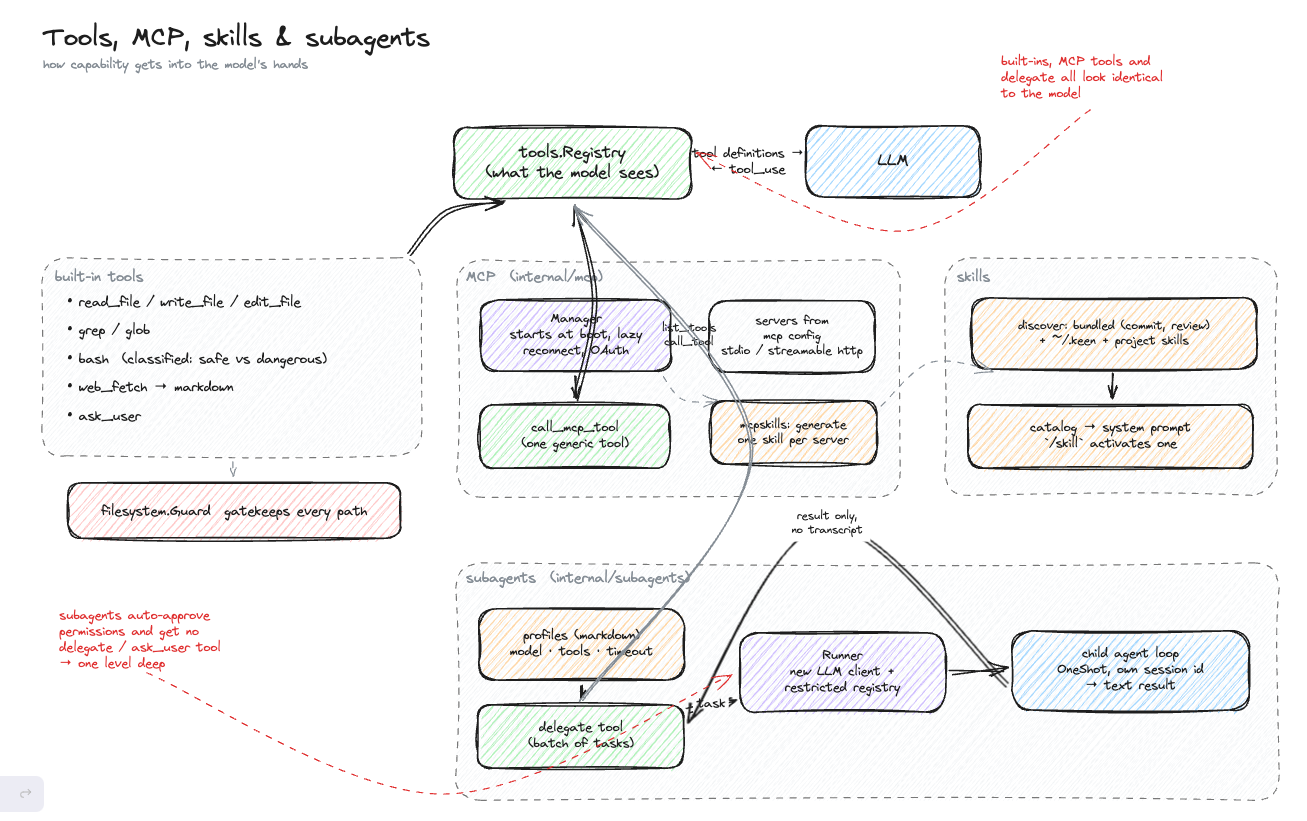 Tools, MCP, skills & subagents
how capability gets into the model's hands
built-ins, MCP tools and
delegate all look identical
to the model
tools.Registry
(what the model sees)
tool definitions →
← tool_use
LLM
built-in tools
• read_file / write_file / edit_file
• grep / glob
• bash (classified: safe vs dangerous)
• web_fetch → markdown
• ask_user
filesystem.Guard gatekeeps every path
MCP (internal/mcp)
Manager
starts at boot, lazy
reconnect, OAuth
list_tools
call_tool
servers from
mcp config
stdio / streamable http
call_mcp_tool
(one generic tool)
mcpskills: generate
one skill per server
skills
discover: bundled (commit, review)
+ ~/.keen + project skills
catalog → system prompt
`/skill` activates one
result only,
no transcript
subagents (internal/subagents)
profiles (markdown)
model · tools · timeout
delegate tool
(batch of tasks)
task
Runner
new LLM client +
restricted registry
child agent loop
OneShot, own session id
→ text result
subagents auto-approve
permissions and get no
delegate / ask_user tool
→ one level deep